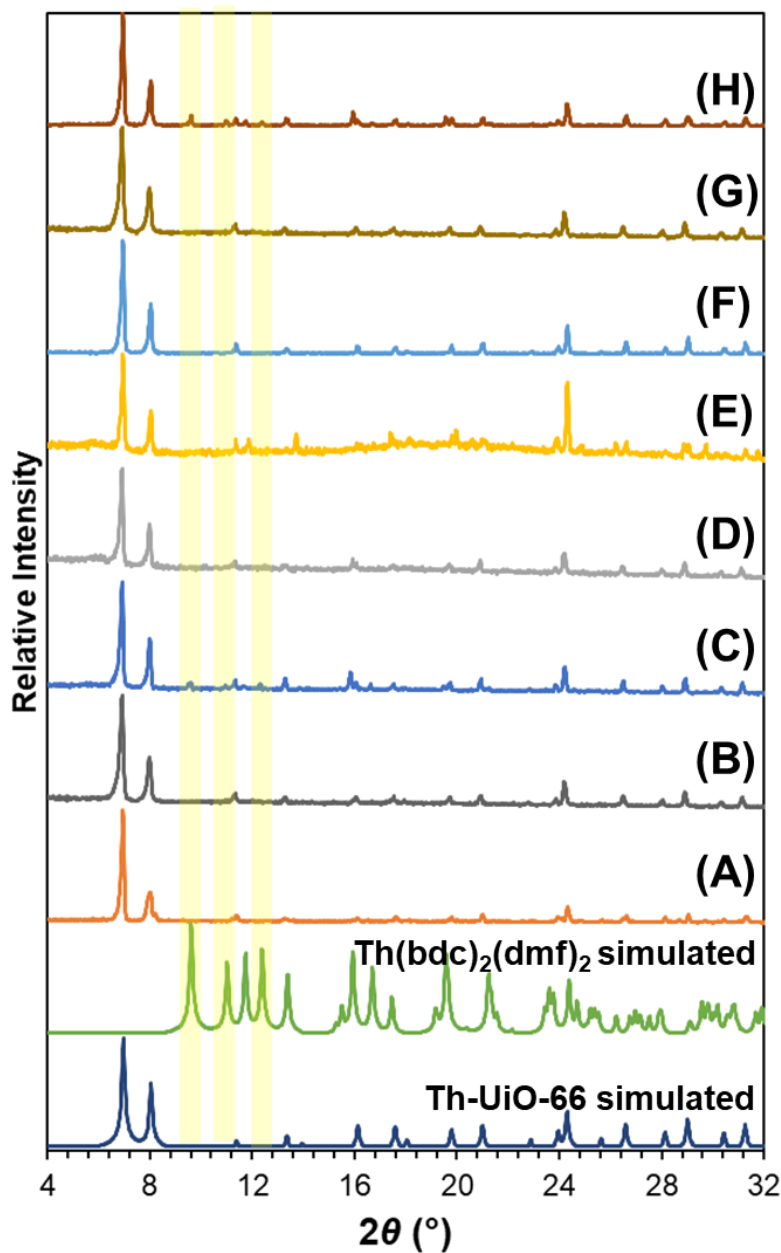 (H)
(G)
(F)
(E)
(D)
(C)
(B)
(A)
Th(bdc)₂(dmf)₂ simulated
Th-UiO-66 simulated
Relative Intensity
4 8 12 16 20 24 28 32
2θ (°)